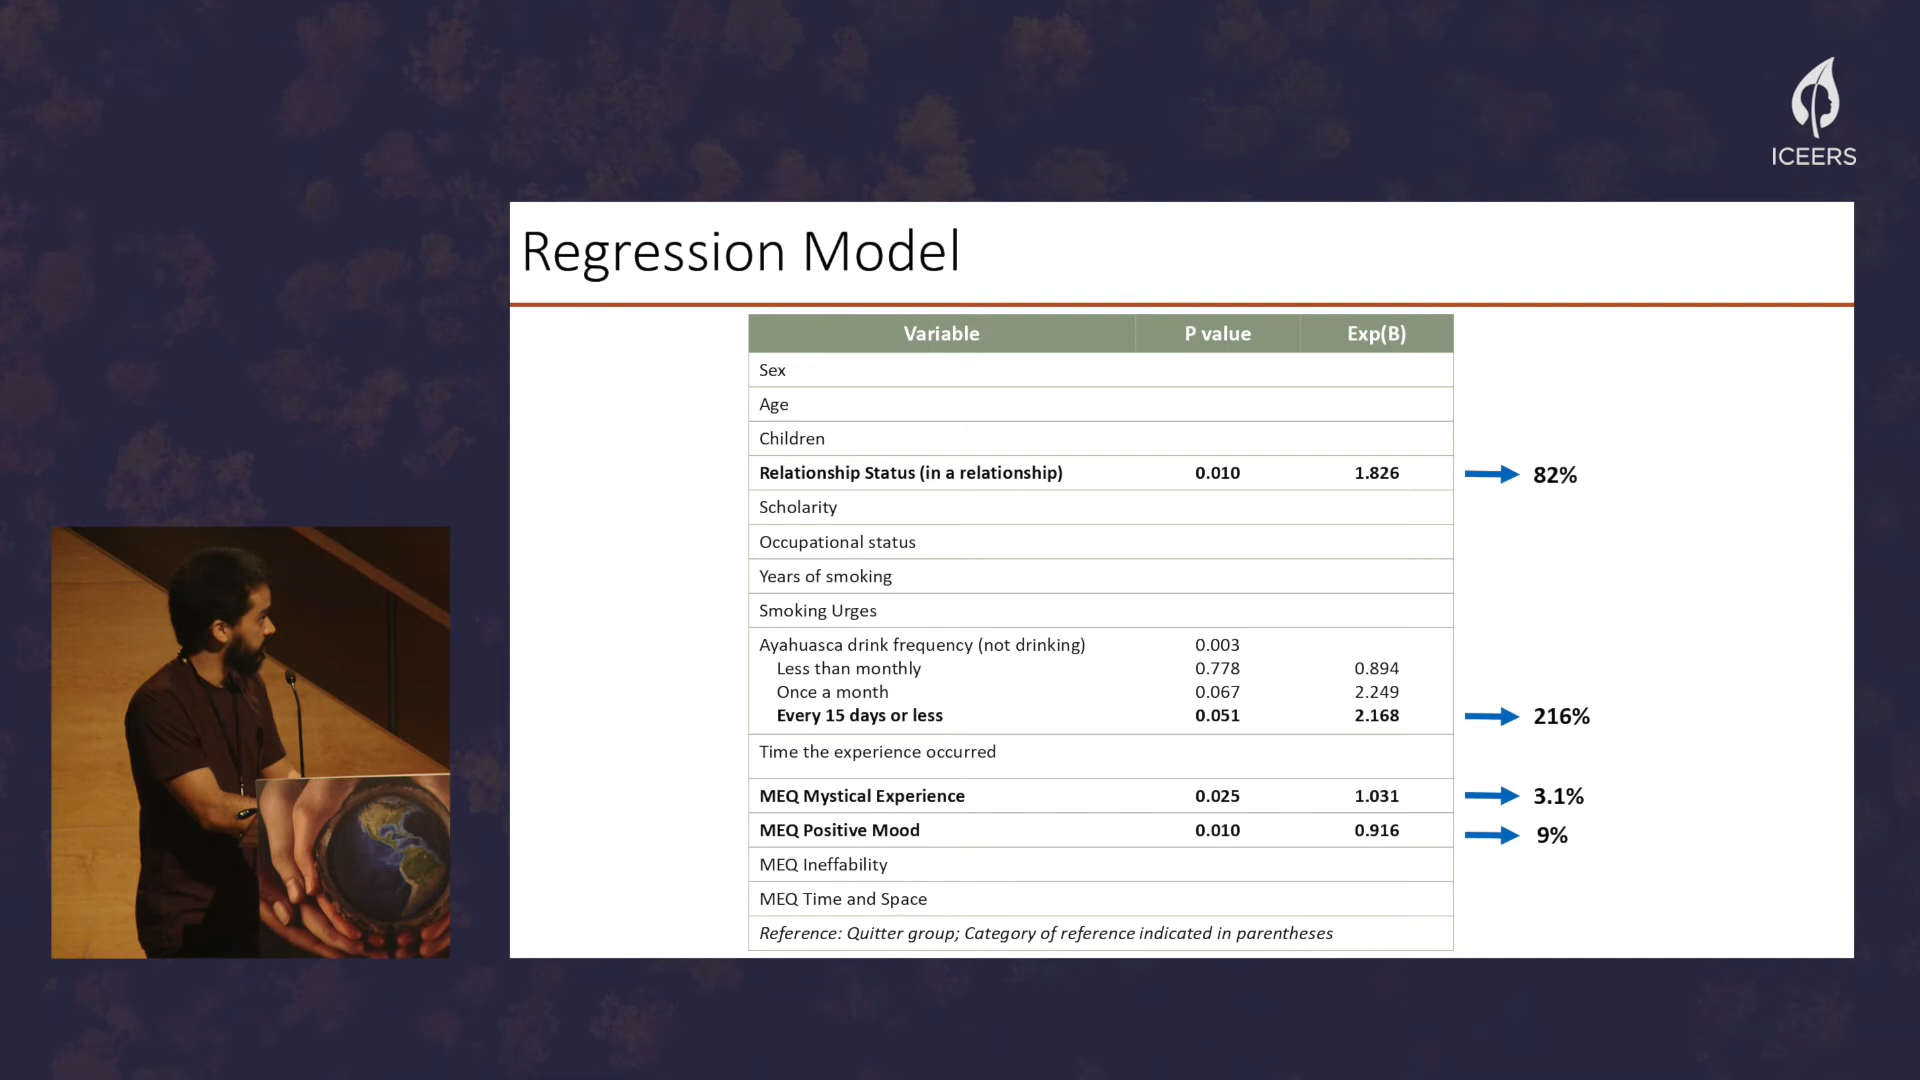 ICEERS
Regression Model
Variable P value Exp(B)
Sex
Age
Children
Relationship Status (in a relationship) 0.010 1.826 82%
Scholarity
Occupational status
Years of smoking
Smoking Urges
Ayahuasca drink frequency (not drinking) 0.003
Less than monthly 0.778 0.894
Once a month 0.067 2.249
Every 15 days or less 0.051 2.168 216%
Time the experience occurred
MEQ Mystical Experience 0.025 1.031 3.1%
MEQ Positive Mood 0.010 0.916 9%
MEQ Ineffability
MEQ Time and Space
Reference: Quitter group; Category of reference indicated in parentheses